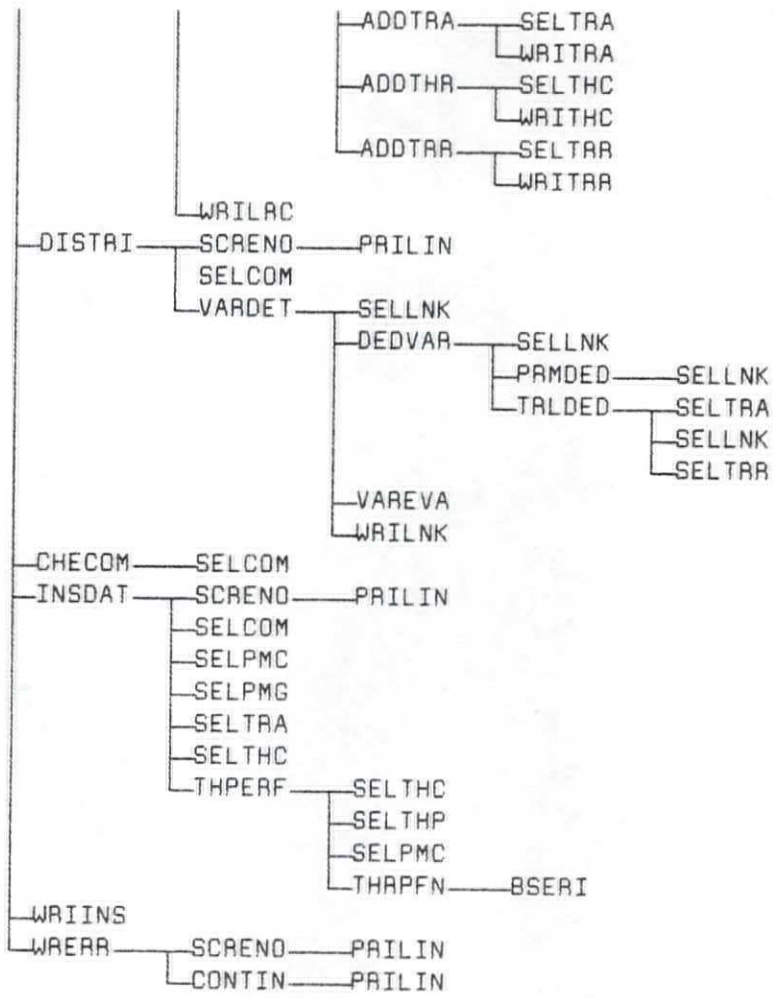 ADDTRA SELTRA
WRITRA
ADDTHR SELTHC
WRITHC
ADDTRR SELTRR
WRITRR
WRILRC
DISTRI SCRENO PRILIN
SELCOM
VARDET SELLNK
DEDVAR SELLNK
PRMDED SELLNK
TRLDED SELTRA
SELLNK
SELTRR
VAREVA
WRILNK
CHECOM SELCOM
INSDAT SCRENO PRILIN
SELCOM
SELPMC
SELPMG
SELTRA
SELTHC
THPERF SELTHC
SELTHP
SELPMC
THRPFN BSERI
WRIINS
WRERR SCRENO PRILIN
CONTIN PRILIN